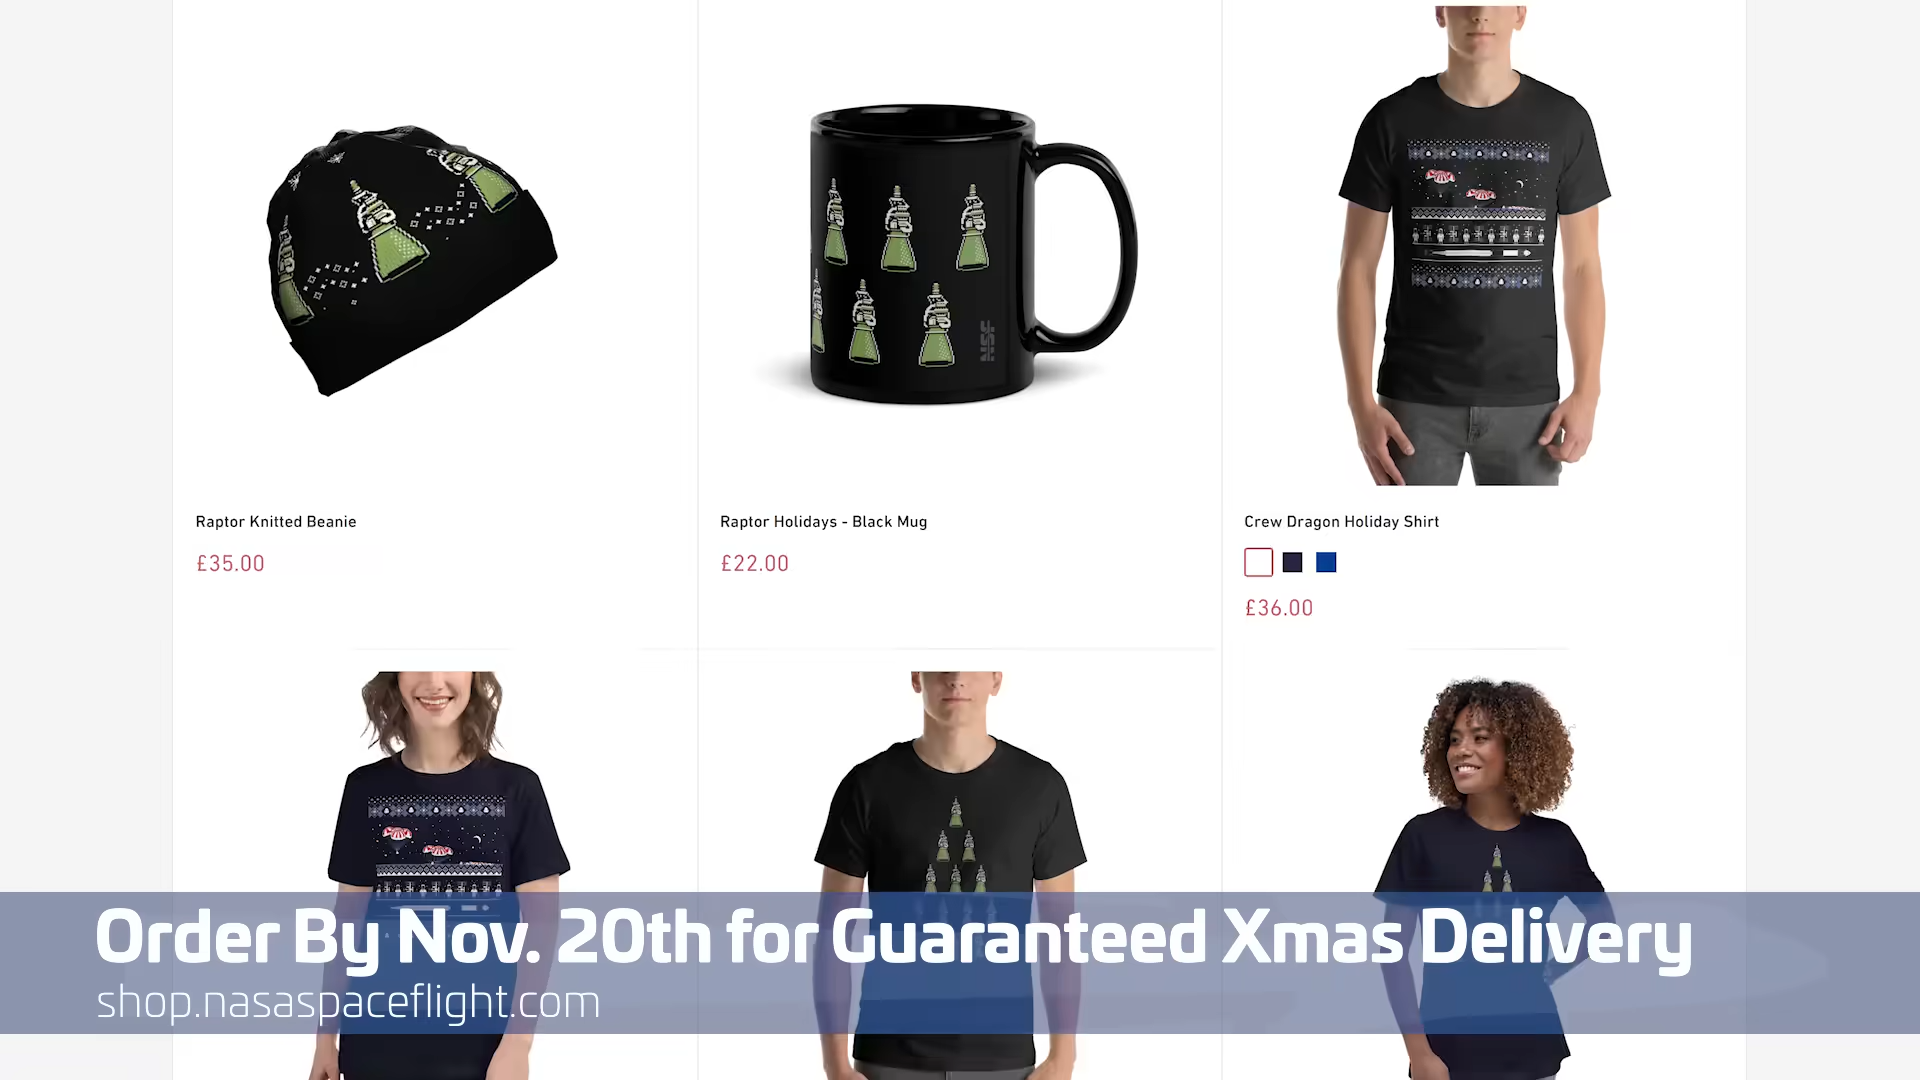 NSF
Raptor Knitted Beanie
£35.00
Raptor Holidays - Black Mug
£22.00
Crew Dragon Holiday Shirt
£36.00
Order By Nov. 20th for Guaranteed Xmas Delivery
shop.nasaspaceflight.com